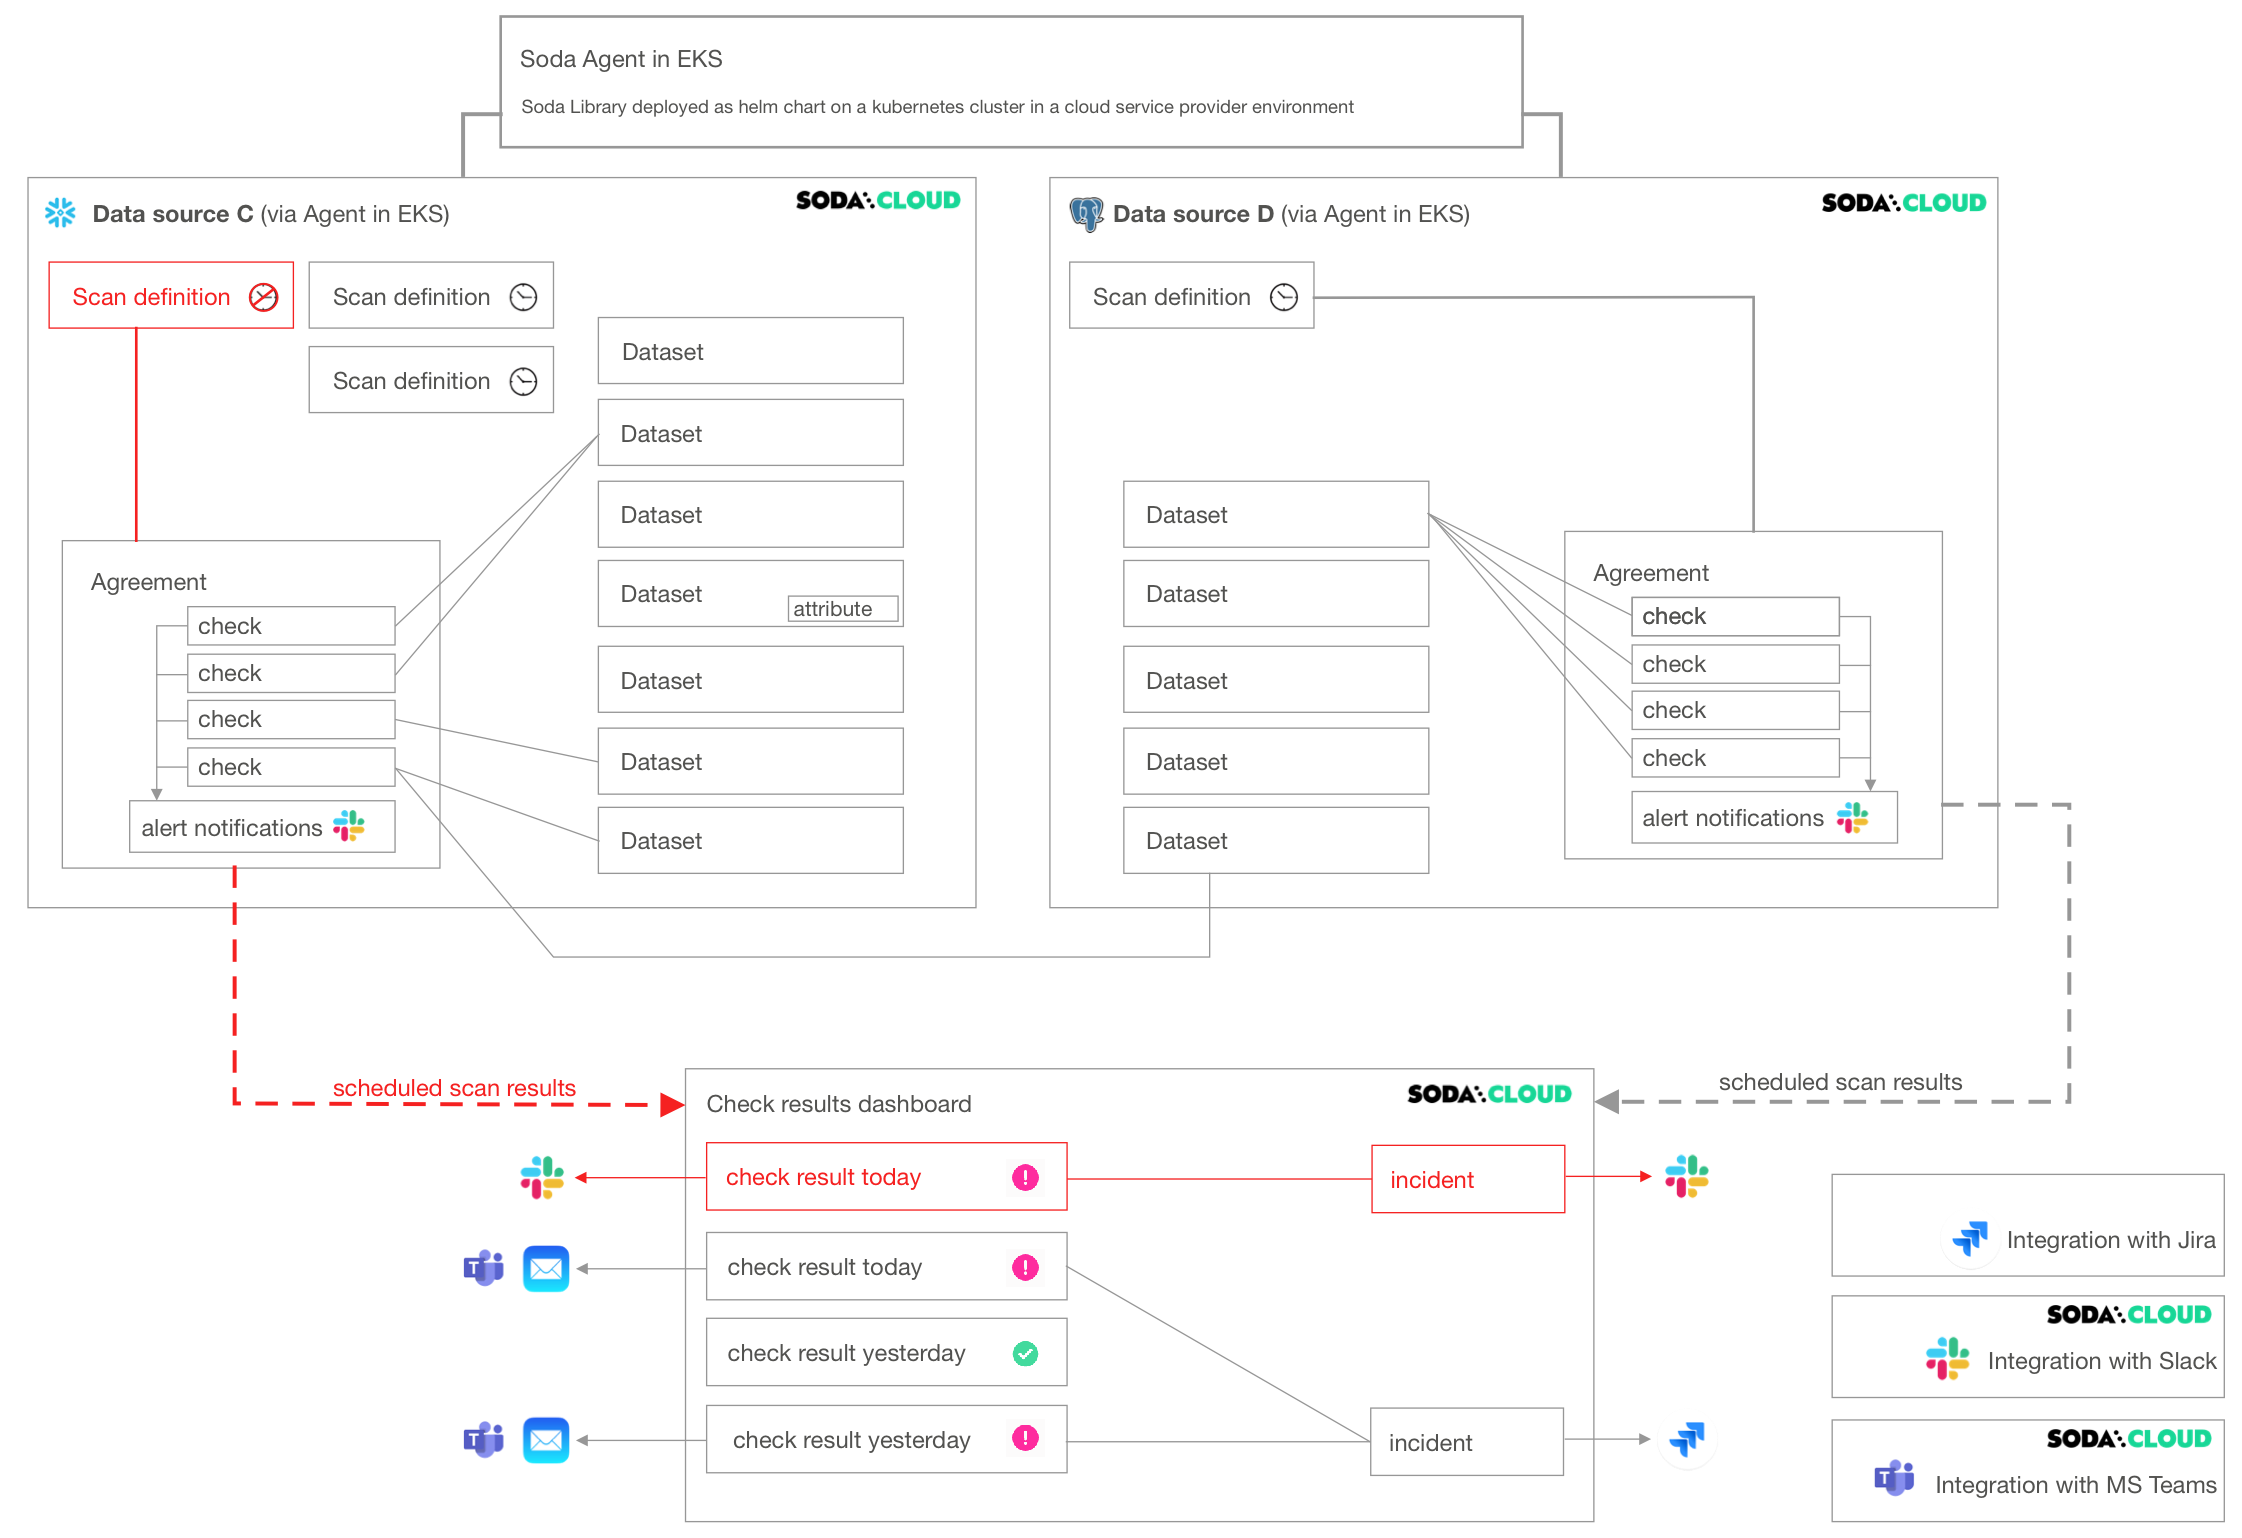 Soda Agent in EKS
Soda Library deployed as helm chart on a kubernetes cluster in a cloud service provider environment
Data source C (via Agent in EKS)
SODA CLOUD
Scan definition
Scan definition
Scan definition
Dataset
Dataset
Dataset
Dataset
attribute
Dataset
Dataset
Dataset
Agreement
check
check
check
check
alert notifications
Data source D (via Agent in EKS)
SODA CLOUD
Scan definition
Dataset
Dataset
Dataset
Dataset
Dataset
Agreement
check
check
check
check
alert notifications
scheduled scan results
scheduled scan results
Check results dashboard
SODA CLOUD
check result today
incident
check result today
check result yesterday
check result yesterday
incident
Integration with Jira
SODA CLOUD
Integration with Slack
SODA CLOUD
T
Integration with MS Teams
T
T